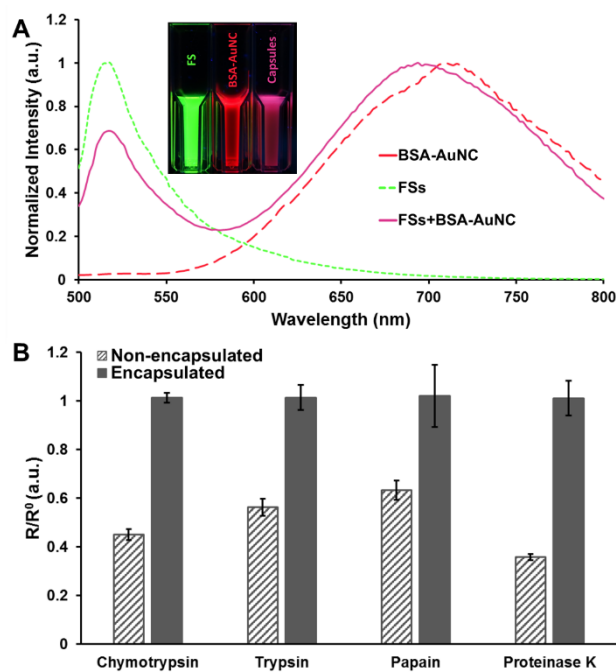 A
Normalized Intensity (a.u.)
1.2
1
0.8
0.6
0.4
0.2
0
FS
BSA-AuNC
Capsules
BSA-AuNC
FSs
FSs+BSA-AuNC
500 550 600 650 700 750 800
Wavelength (nm)
B
R/R⁰ (a.u.)
1.2
1
0.8
0.6
0.4
0.2
0
Non-encapsulated
Encapsulated
Chymotrypsin Trypsin Papain Proteinase K